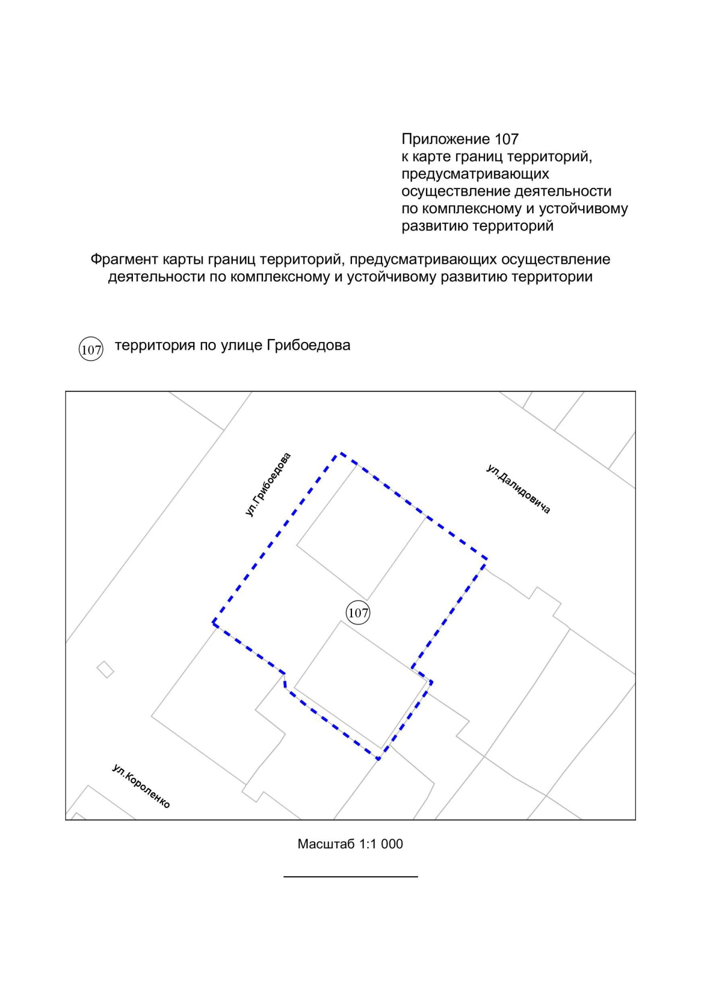 Приложение 107
к карте границ территорий,
предусматривающих
осуществление деятельности
по комплексному и устойчивому
развитию территорий
Фрагмент карты границ территорий, предусматривающих осуществление
деятельности по комплексному и устойчивому развитию территории
107 территория по улице Грибоедова
ул.Грибоедова
ул.Далидовича
107
ул.Короленко
Масштаб 1:1 000